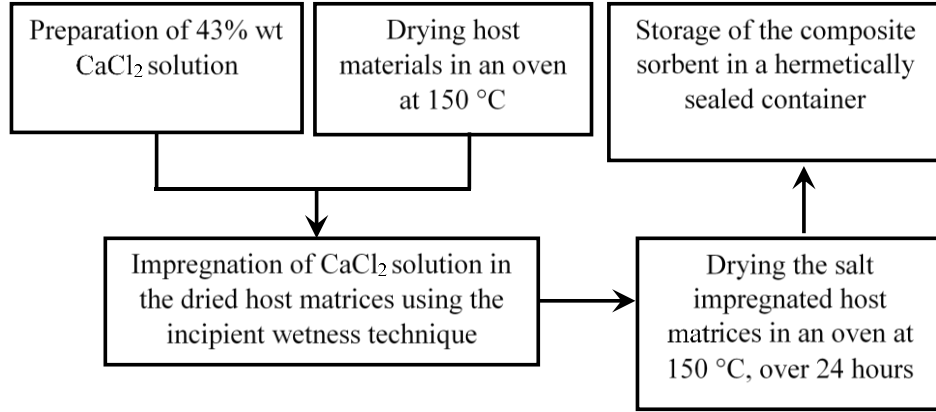 Preparation of 43% wt
CaCl₂ solution
Drying host
materials in an oven
at 150 °C
Storage of the composite
sorbent in a hermetically
sealed container
Impregnation of CaCl₂ solution in
the dried host matrices using the
incipient wetness technique
Drying the salt
impregnated host
matrices in an oven at
150 °C, over 24 hours